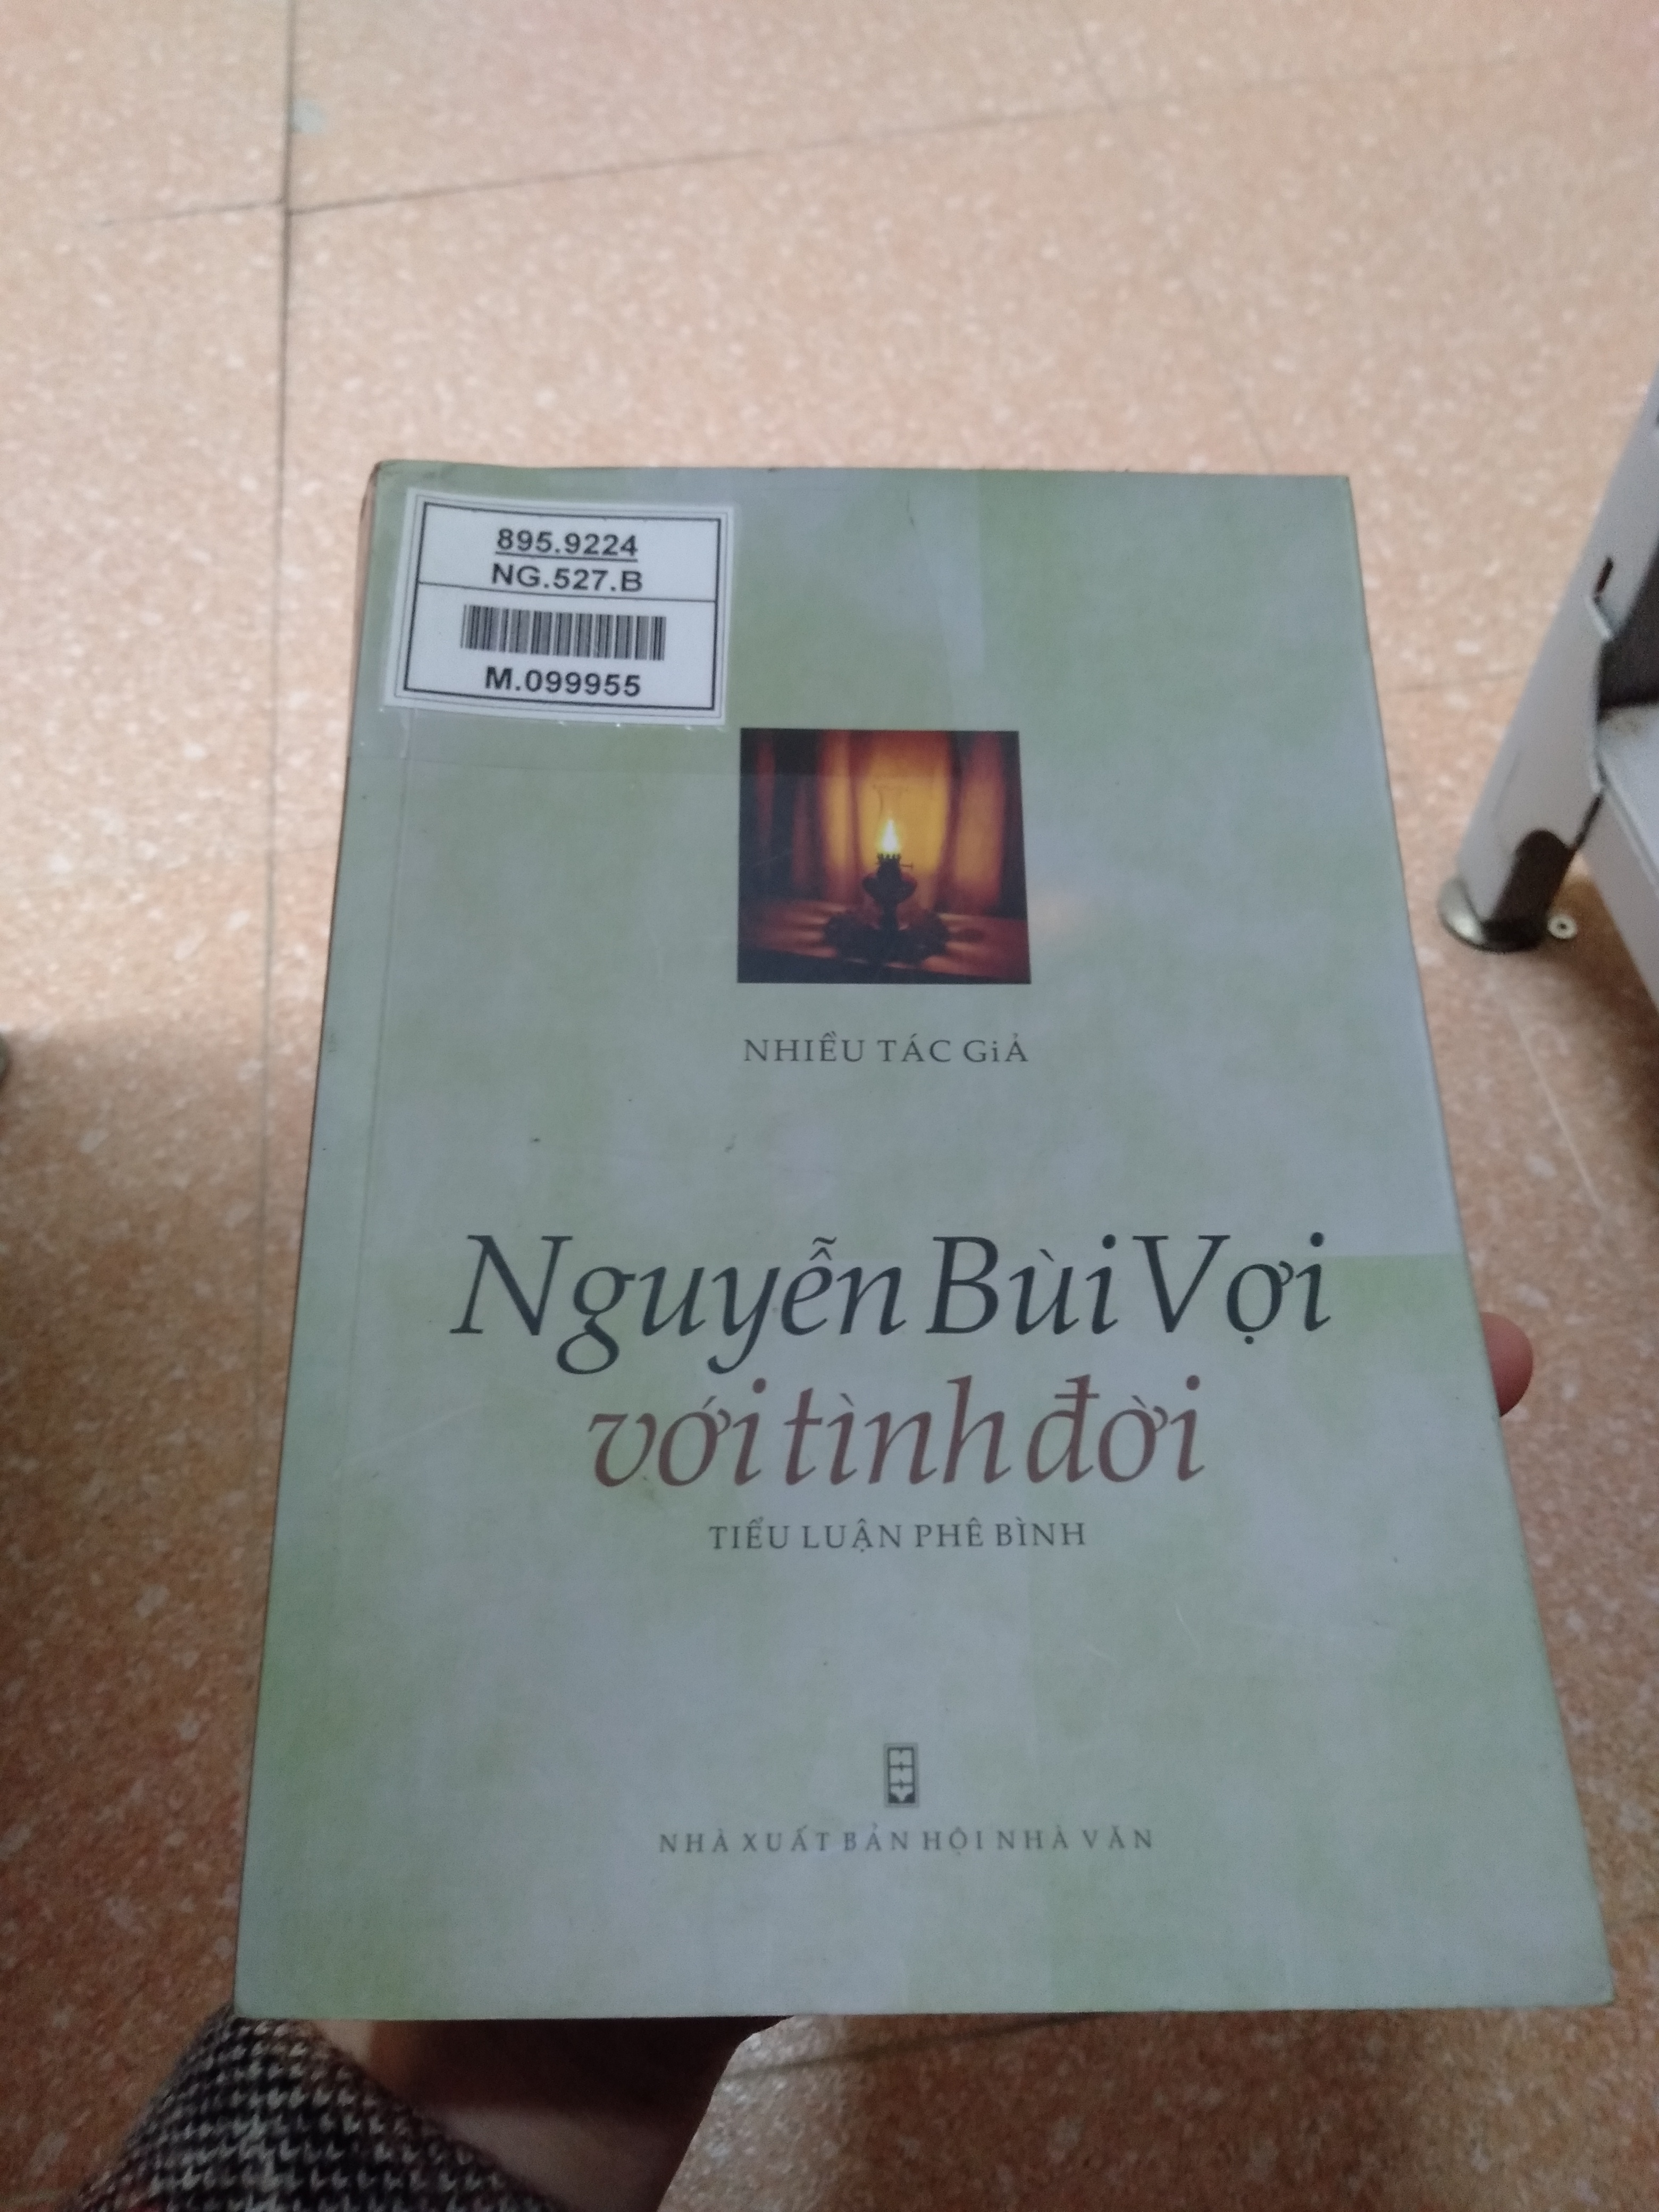 895.9224
NG.527.B
M.099955
NHIỀU TÁC GiẢ
Nguyễn Bùi Vợi
với tình đời
TIỂU LUẬN PHÊ BÌNH
NHÀ XUẤT BẢN HỘI NHÀ VĂN